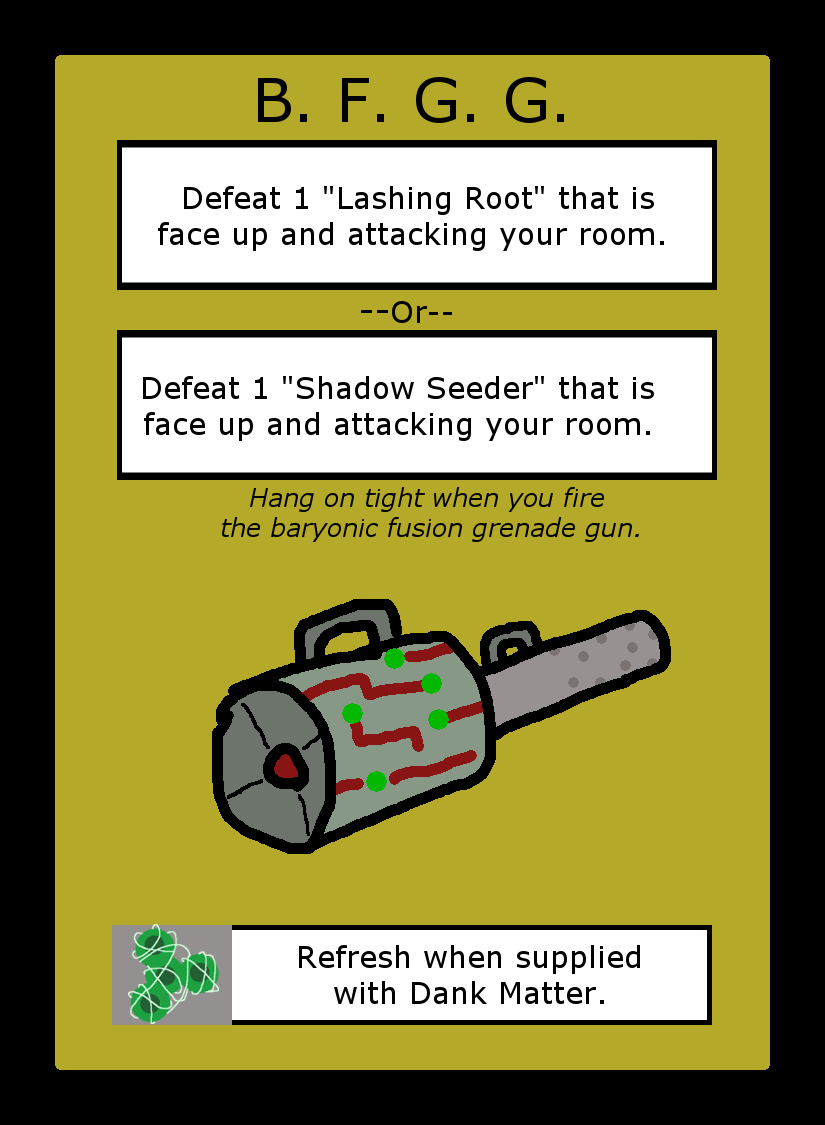 B. F. G. G.
Defeat 1 "Lashing Root" that is
face up and attacking your room.
--Or--
Defeat 1 "Shadow Seeder" that is
face up and attacking your room.
Hang on tight when you fire
the baryonic fusion grenade gun.
Refresh when supplied
with Dank Matter.